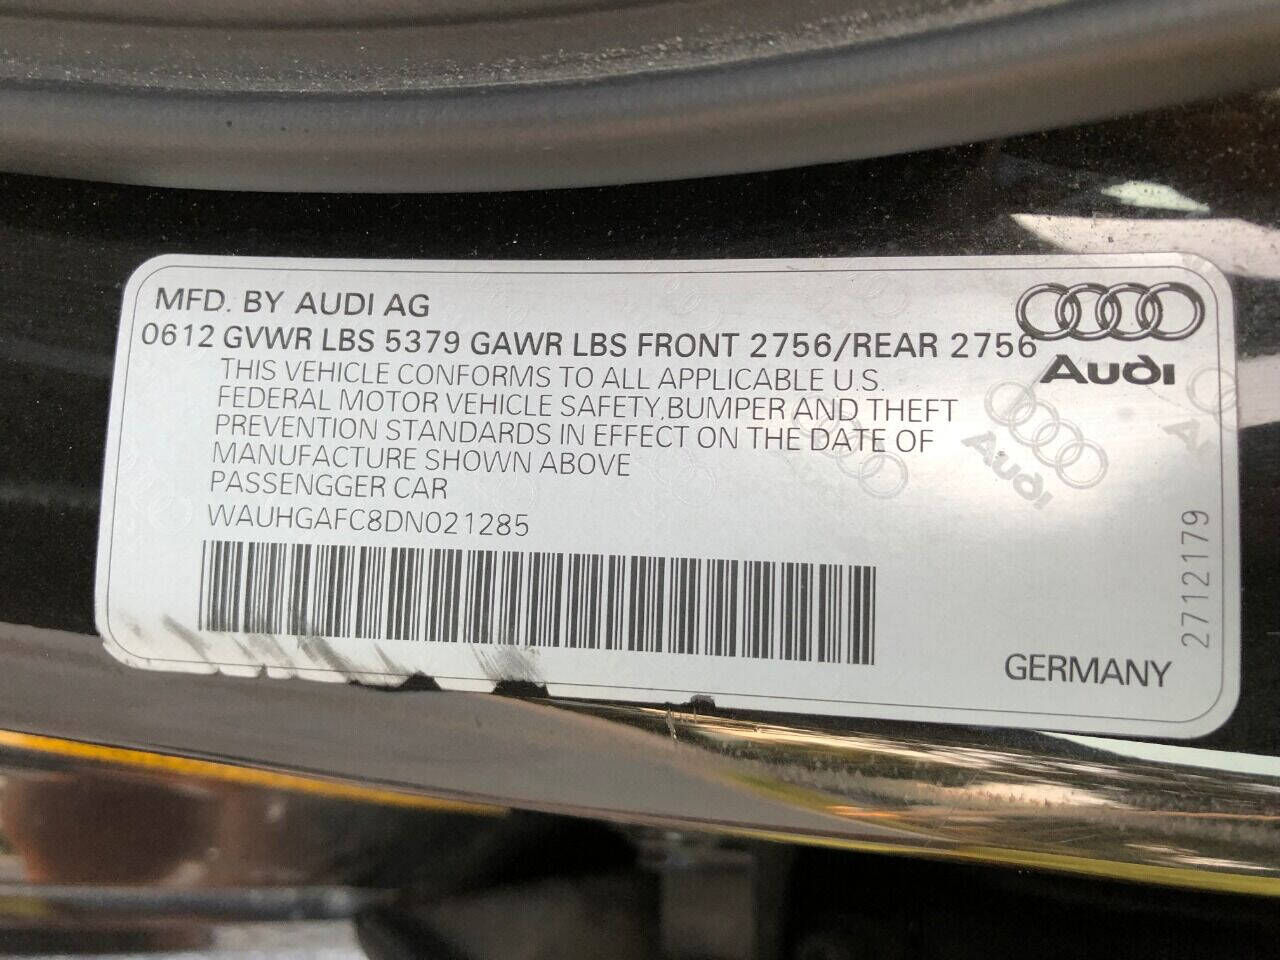 MFD. BY AUDI AG
0612 GVWR LBS 5379 GAWR LBS FRONT 2756/REAR 2756
Audi
THIS VEHICLE CONFORMS TO ALL APPLICABLE U.S.
FEDERAL MOTOR VEHICLE SAFETY.BUMPER AND THEFT
PREVENTION STANDARDS IN EFFECT ON THE DATE OF
MANUFACTURE SHOWN ABOVE
PASSENGGER CAR
WAUHGAFC8DN021285
Audi
2712179
GERMANY